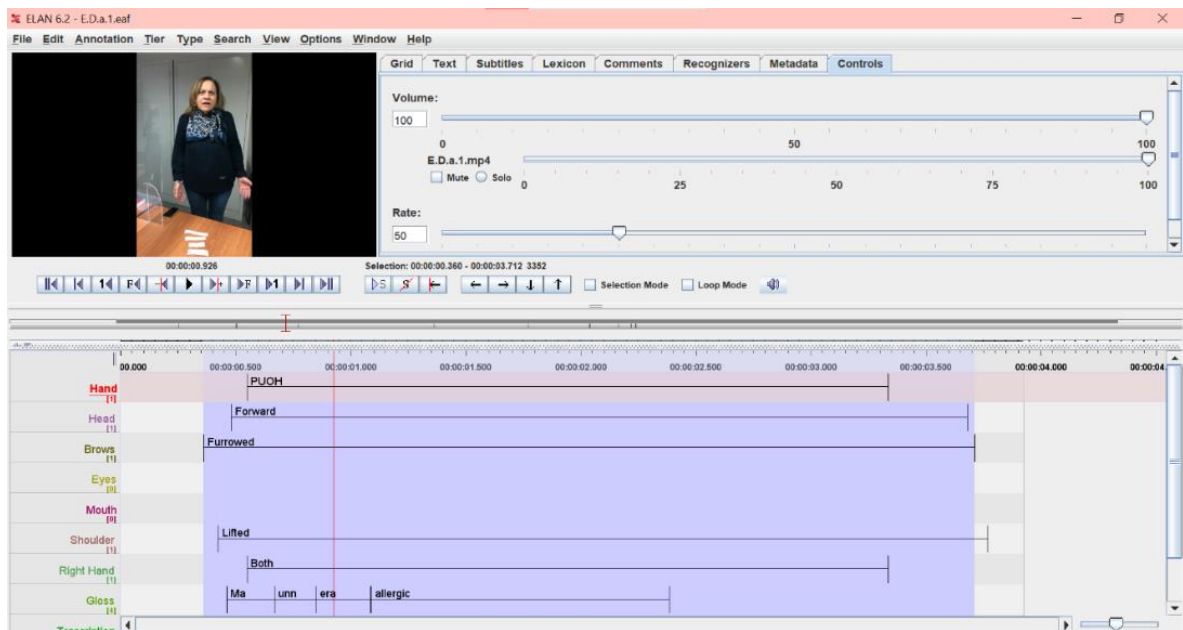 ELAN 6.2 - E.D.a.1.eaf
File Edit Annotation Tier Type Search View Options Window Help
Grid Text Subtitles Lexicon Comments Recognizers Metadata Controls
Volume:
100
0 50 100
E.D.a.1.mp4
Mute Solo
0 25 50 75 100
Rate:
50
00:00:00.926
Selection: 00:00:00.360 - 00:00:03.712 3352
1 F F 1 S S Selection Mode Loop Mode
00.000 00:00:00.500 00:00:01.000 00:00:01.500 00:00:02.000 00:00:02.500 00:00:03.000 00:00:03.500 00:00:04.000 00:00:04.
Hand PUOH
[1]
Head Forward
[1]
Brows Furrowed
[1]
Eyes
[0]
Mouth
[0]
Shoulder Lifted
[1]
Right Hand Both
[1]
Gloss Ma unn era allergic
[4]